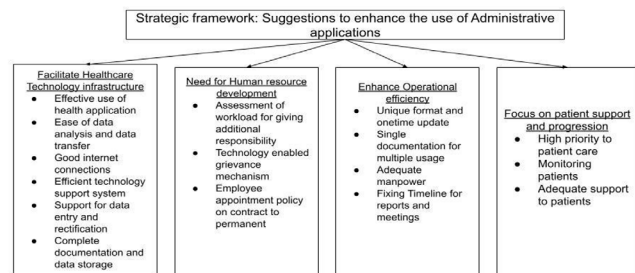 Strategic framework: Suggestions to enhance the use of Administrative
applications
Facilitate Healthcare
Technology infrastructure
● Effective use of
health application
● Ease of data
analysis and data
transfer
● Good internet
connections
● Efficient technology
support system
● Support for data
entry and
rectification
● Complete
documentation and
data storage
Need for Human resource
development
● Assessment of
workload for giving
additional
responsibility
● Technology enabled
grievance
mechanism
● Employee
appointment policy
on contract to
permanent
Enhance Operational
efficiency
● Unique format and
onetime update
● Single
documentation for
multiple usage
● Adequate
manpower
● Fixing Timeline for
reports and
meetings
Focus on patient support
and progression
● High priority to
patient care
● Monitoring
patients
● Adequate support
to patients